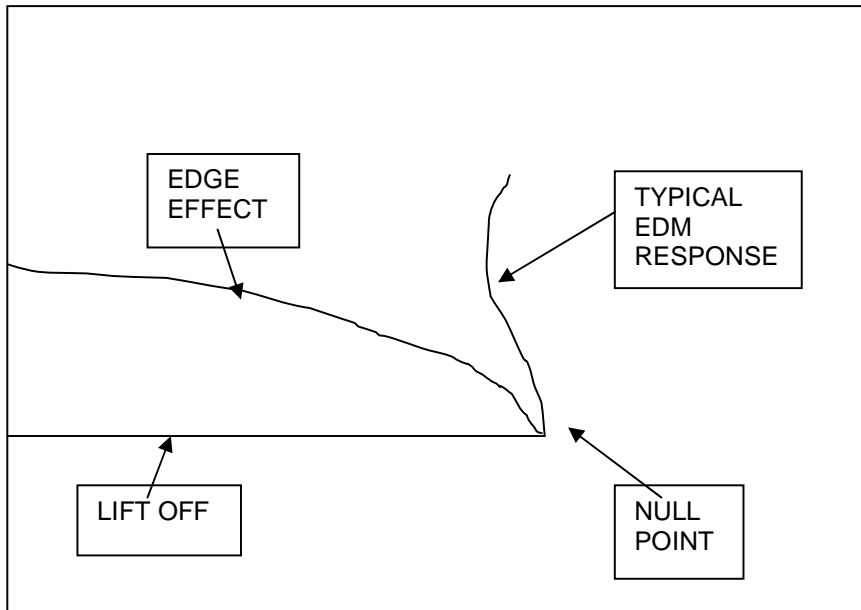 EDGE
EFFECT
TYPICAL
EDM
RESPONSE
LIFT OFF
NULL
POINT